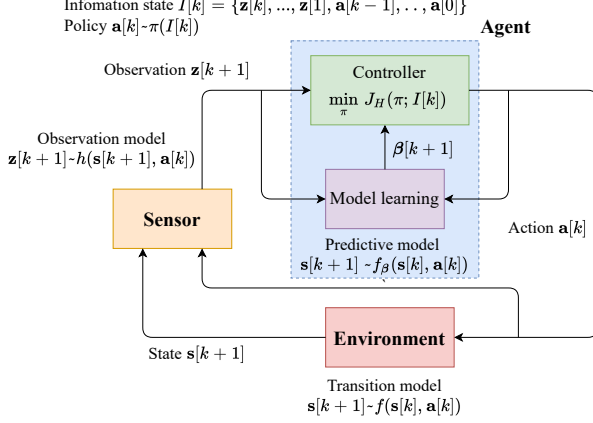 Infomation state I[k] = {z[k], ..., z[1], a[k − 1], . . , a[0]}
Policy a[k]~π(I[k])
Agent
Observation z[k + 1]
Controller
min J_H(π; I[k])
π
Observation model
z[k + 1]~h(s[k + 1], a[k])
β[k + 1]
Model learning
Sensor
Action a[k]
Predictive model
s[k + 1] ~f_β(s[k], a[k])
Environment
State s[k + 1]
Transition model
s[k + 1]~f(s[k], a[k])